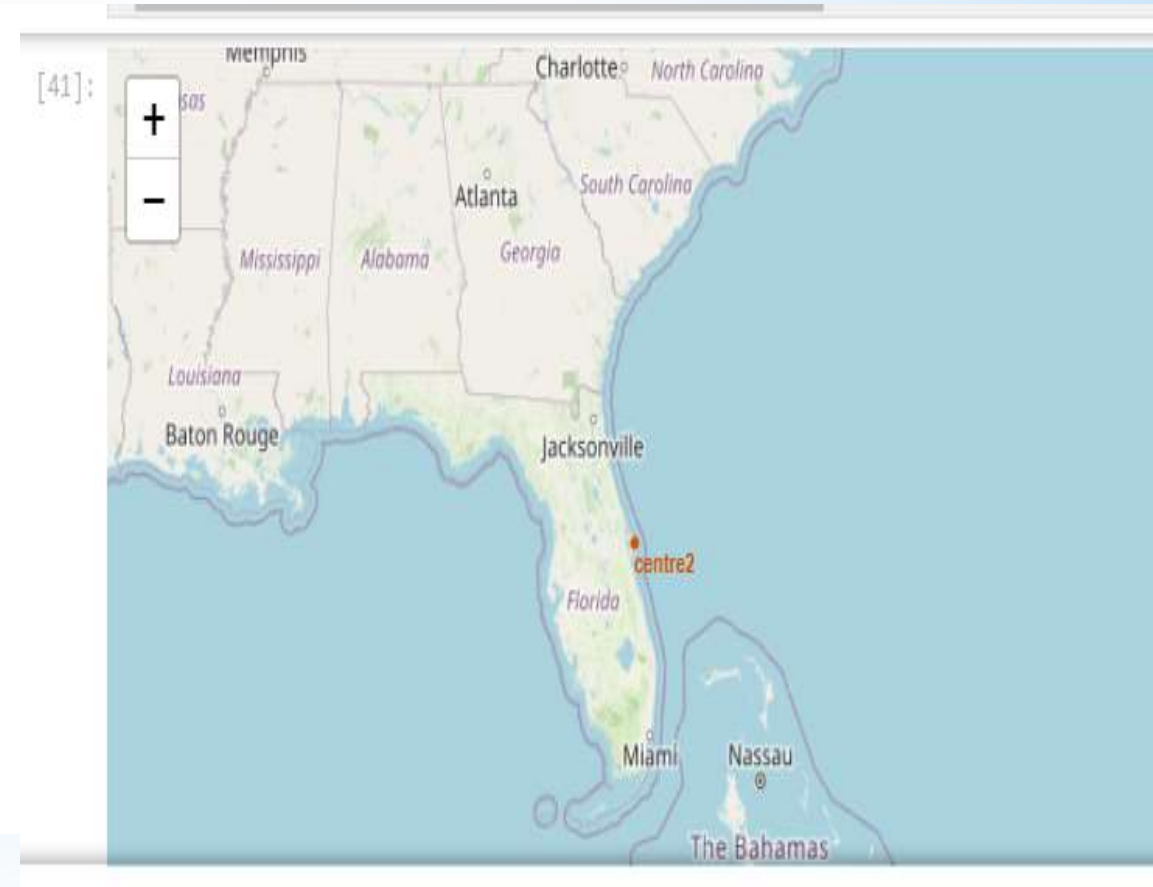 Memphis
[41]:
Charlotte
North Carolina
+
sas
Atlanta
South Carolina
−
Mississippi
Alabama
Georgia
Louisiana
Baton Rouge
Jacksonville
centre2
Florida
Miami
Nassau
The Bahamas